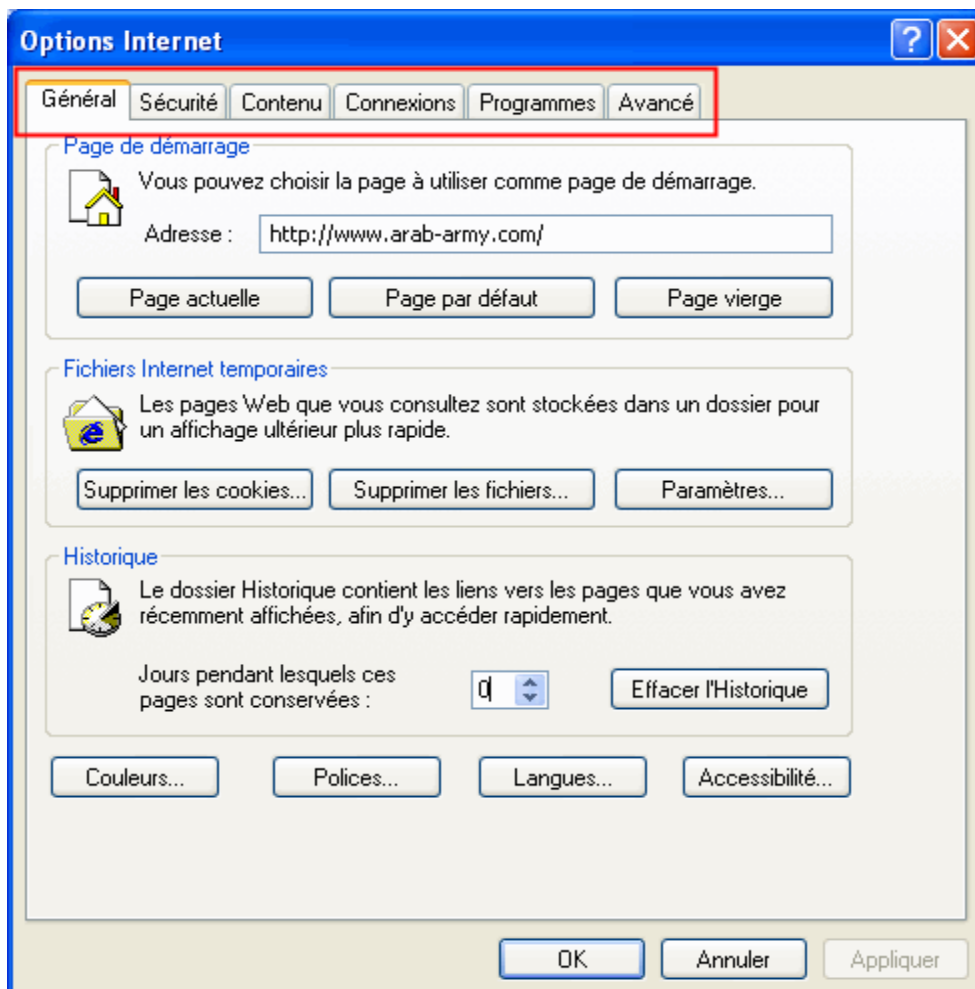 Options Internet
Général Sécurité Contenu Connexions Programmes Avancé
Page de démarrage
Vous pouvez choisir la page à utiliser comme page de démarrage.
Adresse : http://www.arab-army.com/
Page actuelle Page par défaut Page vierge
Fichiers Internet temporaires
Les pages Web que vous consultez sont stockées dans un dossier pour
un affichage ultérieur plus rapide.
Supprimer les cookies... Supprimer les fichiers... Paramètres...
Historique
Le dossier Historique contient les liens vers les pages que vous avez
récemment affichées, afin d'y accéder rapidement.
Jours pendant lesquels ces
pages sont conservées :
0 Effacer l'Historique
Couleurs... Polices... Langues... Accessibilité...
OK Annuler Appliquer